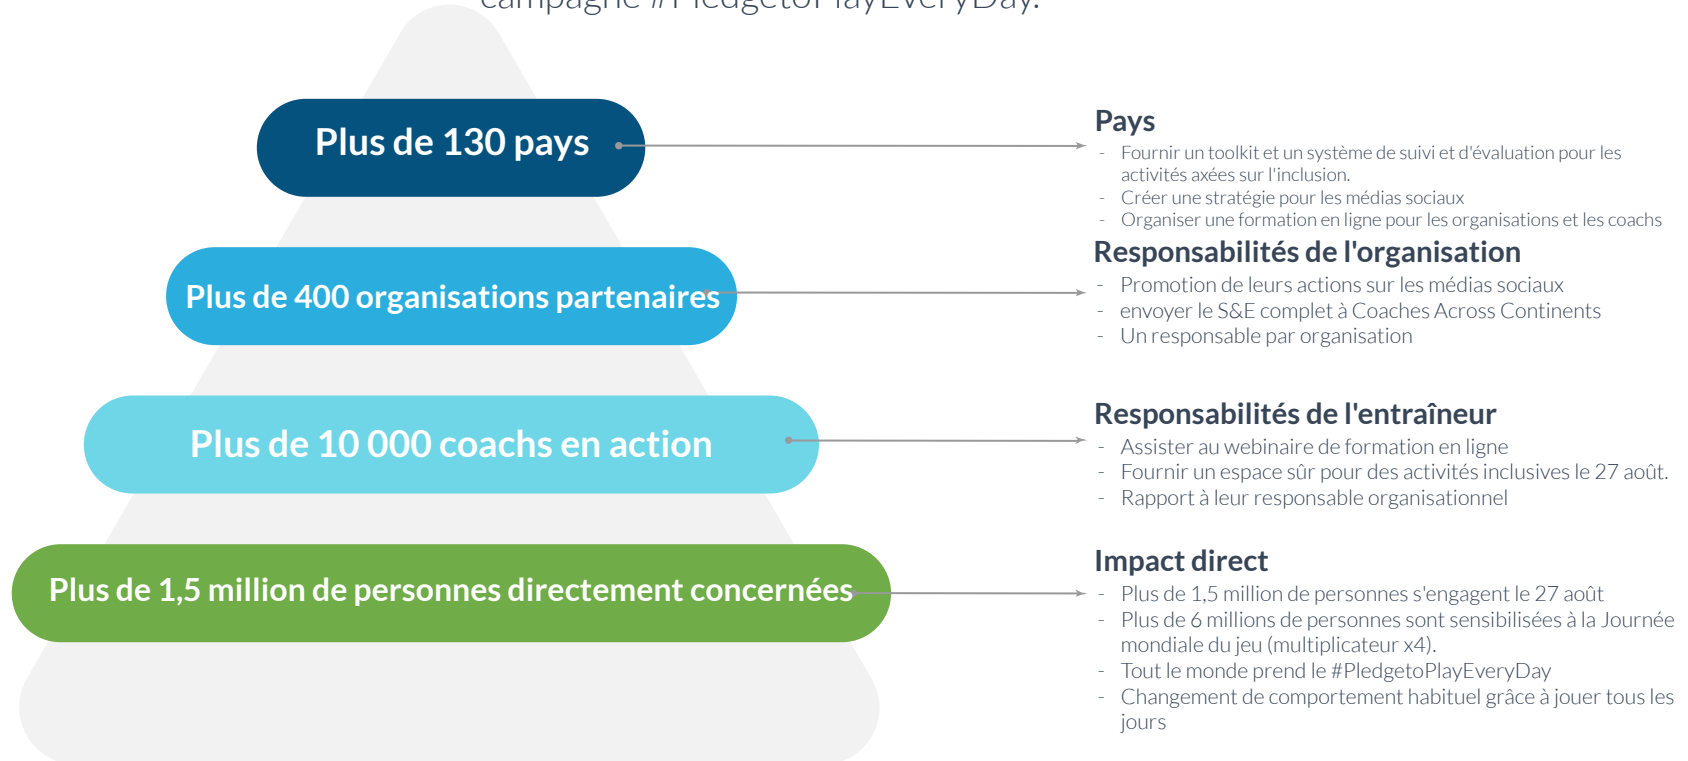 campagne #PledgetoPlayEveryDay.
Plus de 130 pays
Pays
- Fournir un toolkit et un système de suivi et d'évaluation pour les
activités axées sur l'inclusion.
- Créer une stratégie pour les médias sociaux
- Organiser une formation en ligne pour les organisations et les coachs
Plus de 400 organisations partenaires
Responsabilités de l'organisation
- Promotion de leurs actions sur les médias sociaux
- envoyer le S&E complet à Coaches Across Continents
- Un responsable par organisation
Plus de 10 000 coachs en action
Responsabilités de l'entraîneur
- Assister au webinaire de formation en ligne
- Fournir un espace sûr pour des activités inclusives le 27 août.
- Rapport à leur responsable organisationnel
Plus de 1,5 million de personnes directement concernées
Impact direct
- Plus de 1,5 million de personnes s'engagent le 27 août
- Plus de 6 millions de personnes sont sensibilisées à la Journée
mondiale du jeu (multiplicateur x4).
- Tout le monde prend le #PledgetoPlayEveryDay
- Changement de comportement habituel grâce à jouer tous les
jours